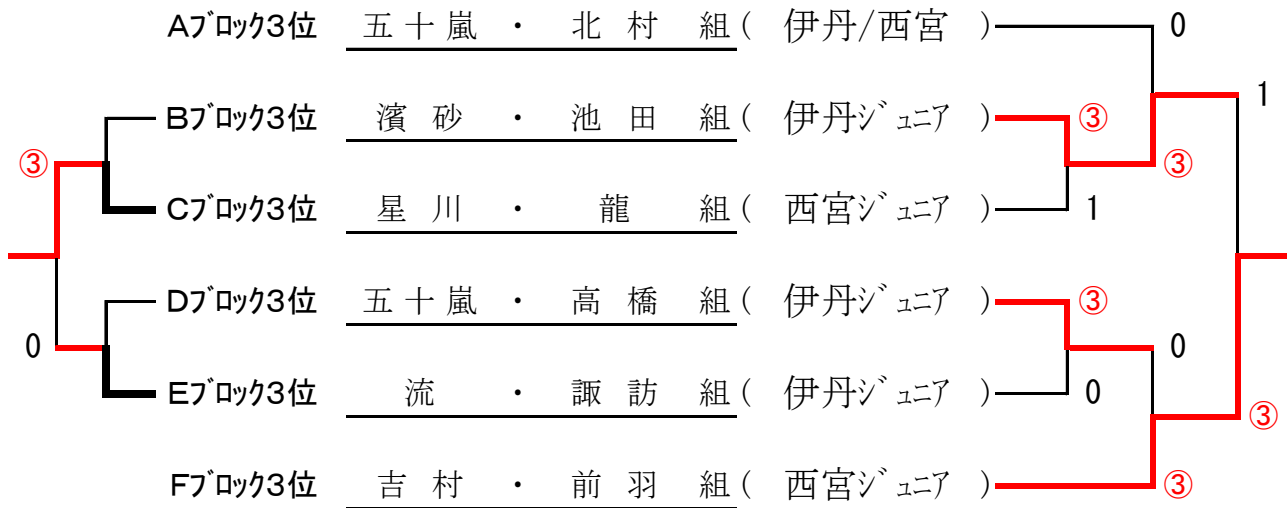 Aブロック3位 五十嵐 ・ 北村 組( 伊丹/西宮 ) 0
1
Bブロック3位 濱砂 ・ 池田 組( 伊丹ジュニア ) ③
③ ③
Cブロック3位 星川 ・ 龍 組( 西宮ジュニア ) 1
Dブロック3位 五十嵐 ・ 高橋 組( 伊丹ジュニア ) ③
0 0
Eブロック3位 流 ・ 諏訪 組( 伊丹ジュニア ) 0
③
Fブロック3位 吉村 ・ 前羽 組( 西宮ジュニア ) ③